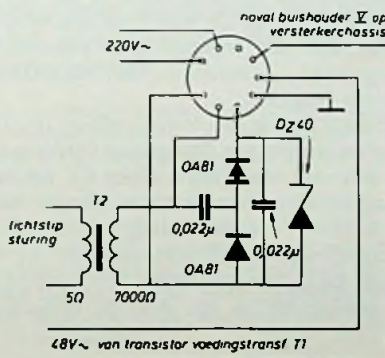 noval buishouder V op
versterkerchassis
220V~
DZ40
OA81
T2
lichtstip
sturing
0,022μ
0,022μ
OA81
5Ω
7000Ω
48V~ van transistor voedingstransf. T1